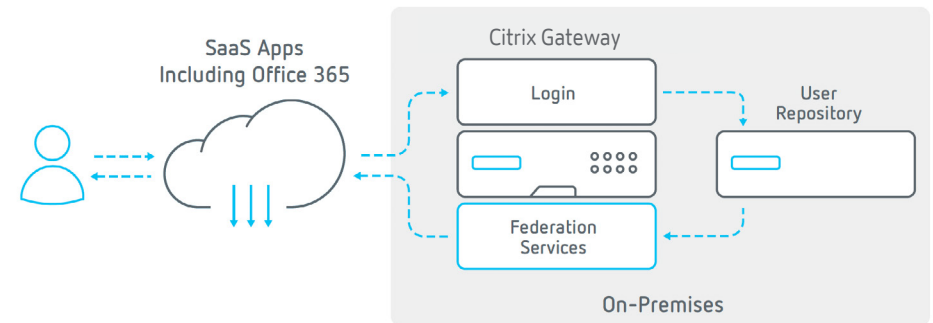 SaaS Apps
Including Office 365
Citrix Gateway
Login
User
Repository
Federation
Services
On-Premises